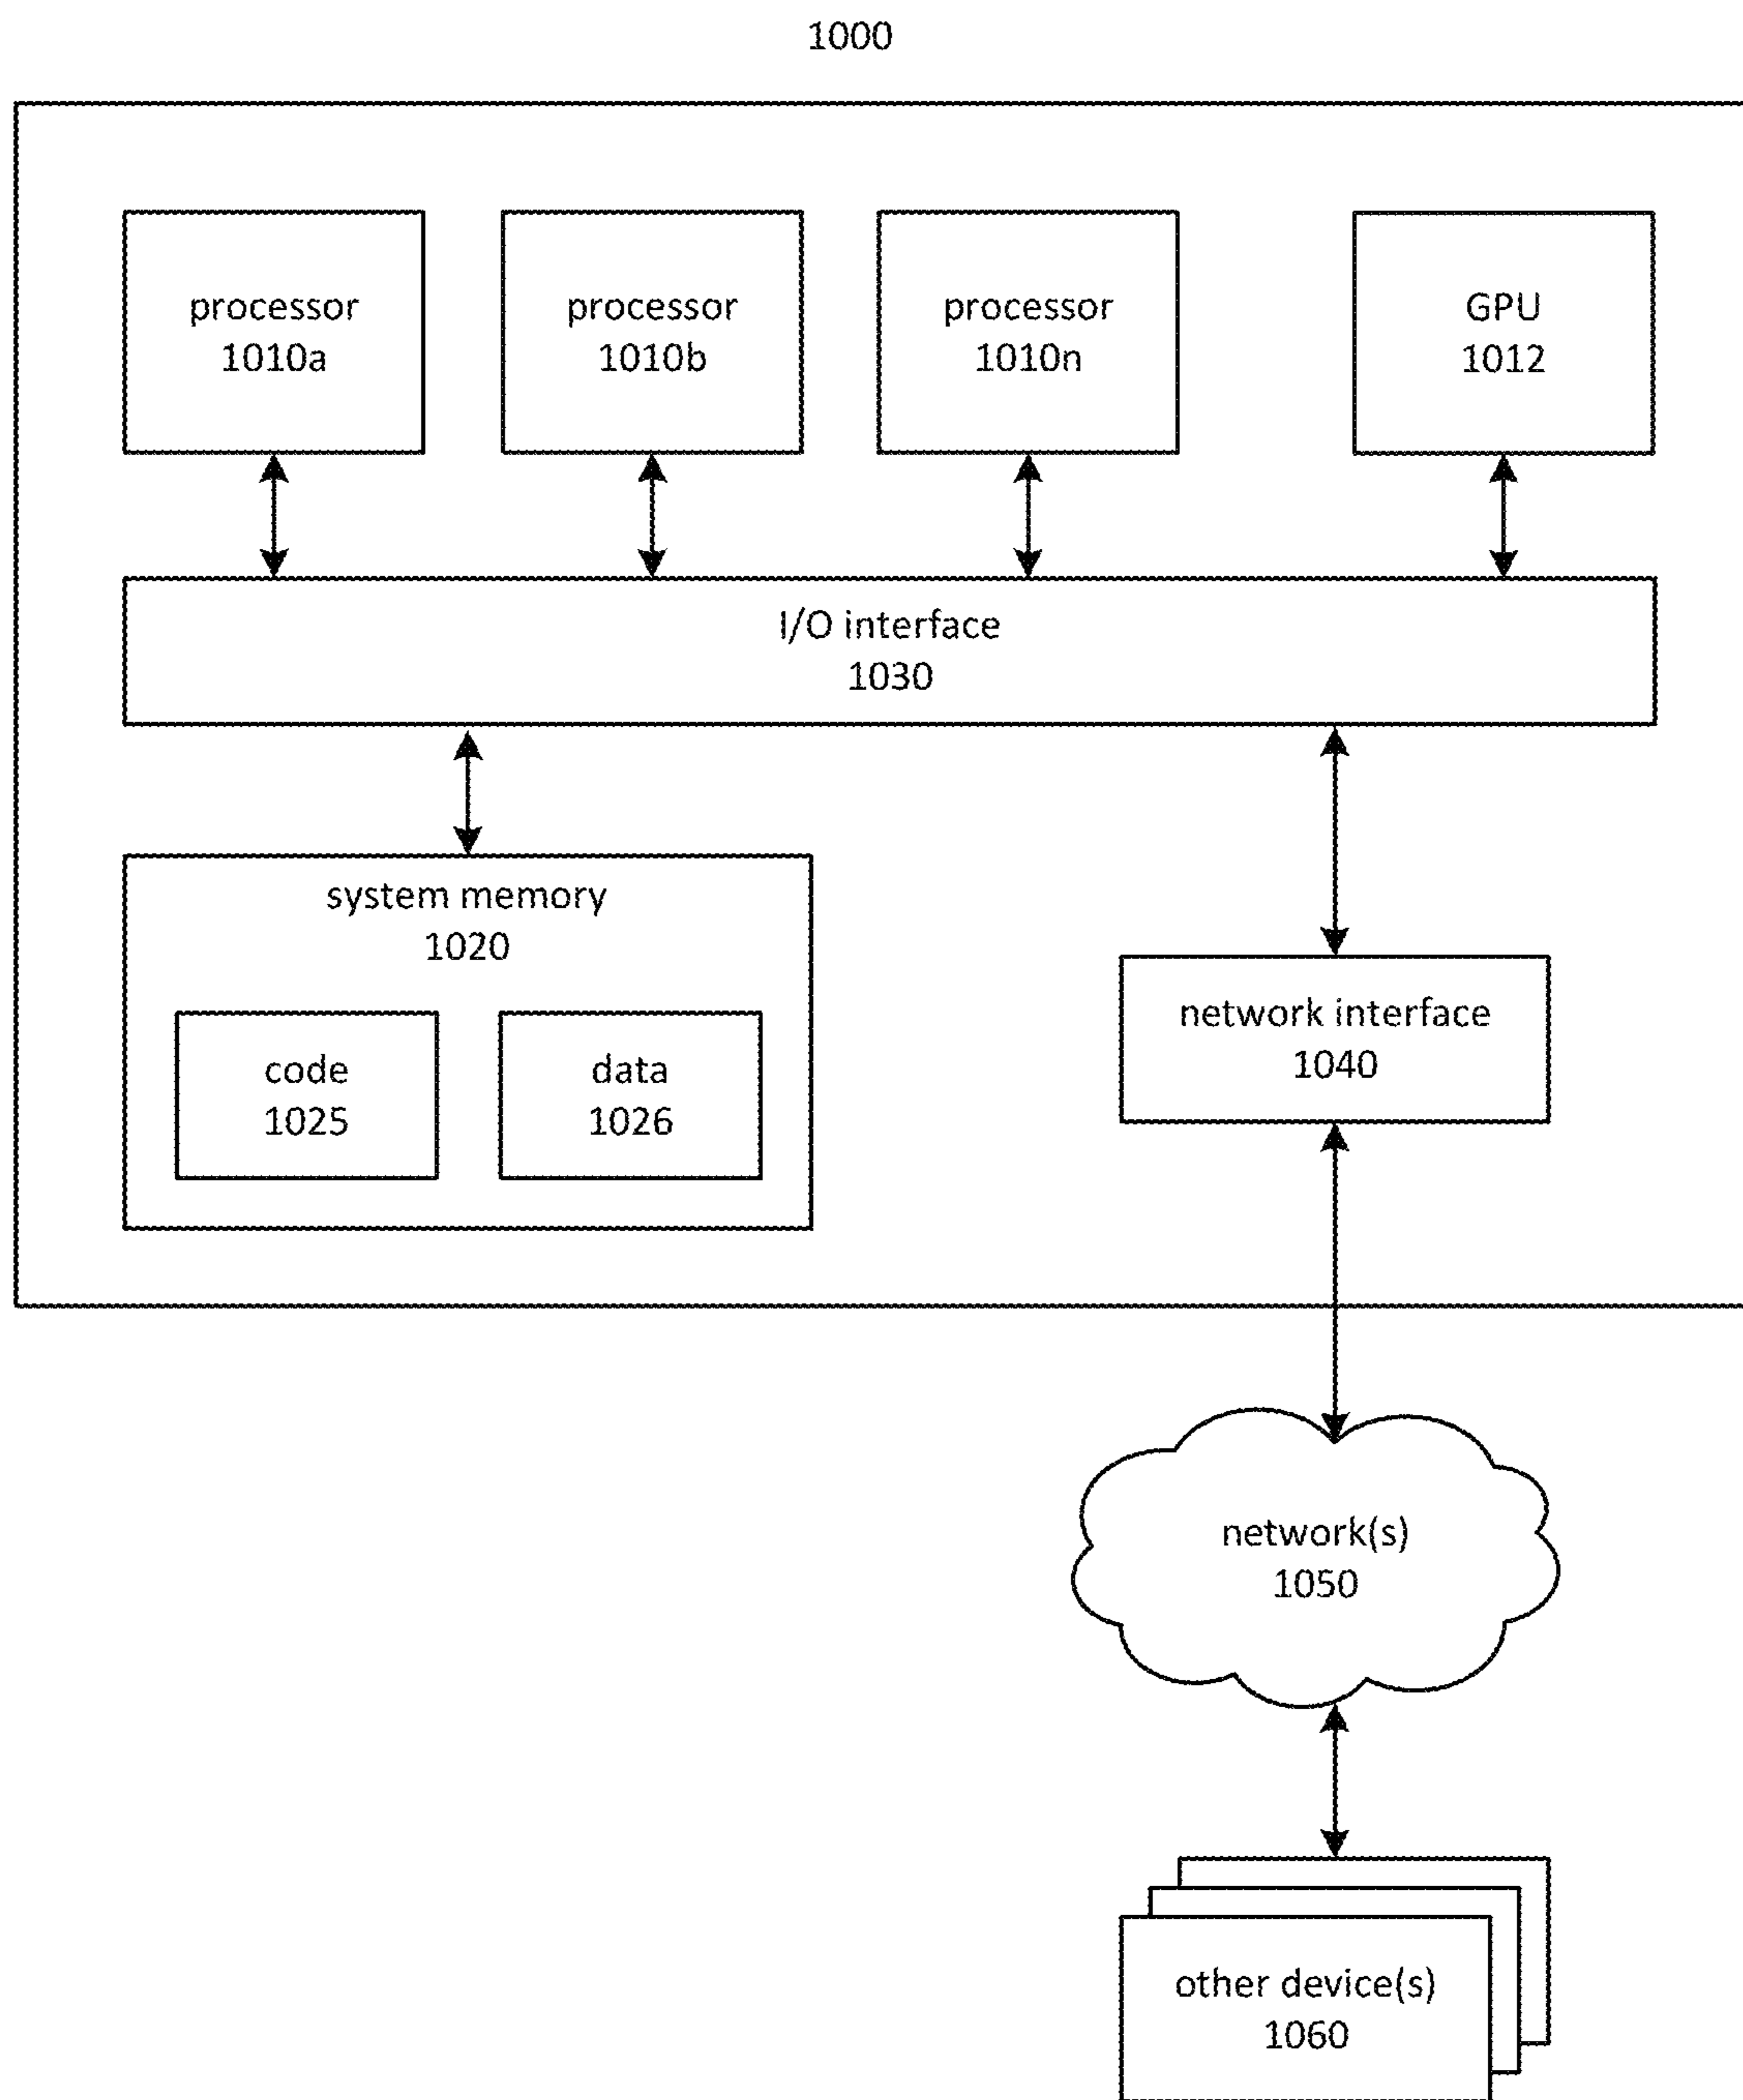 1000
processor
1010a
processor
1010b
processor
1010n
GPU
1012
I/O interface
1030
system memory
1020
code
1025
data
1026
network interface
1040
network(s)
1050
other device(s)
1060